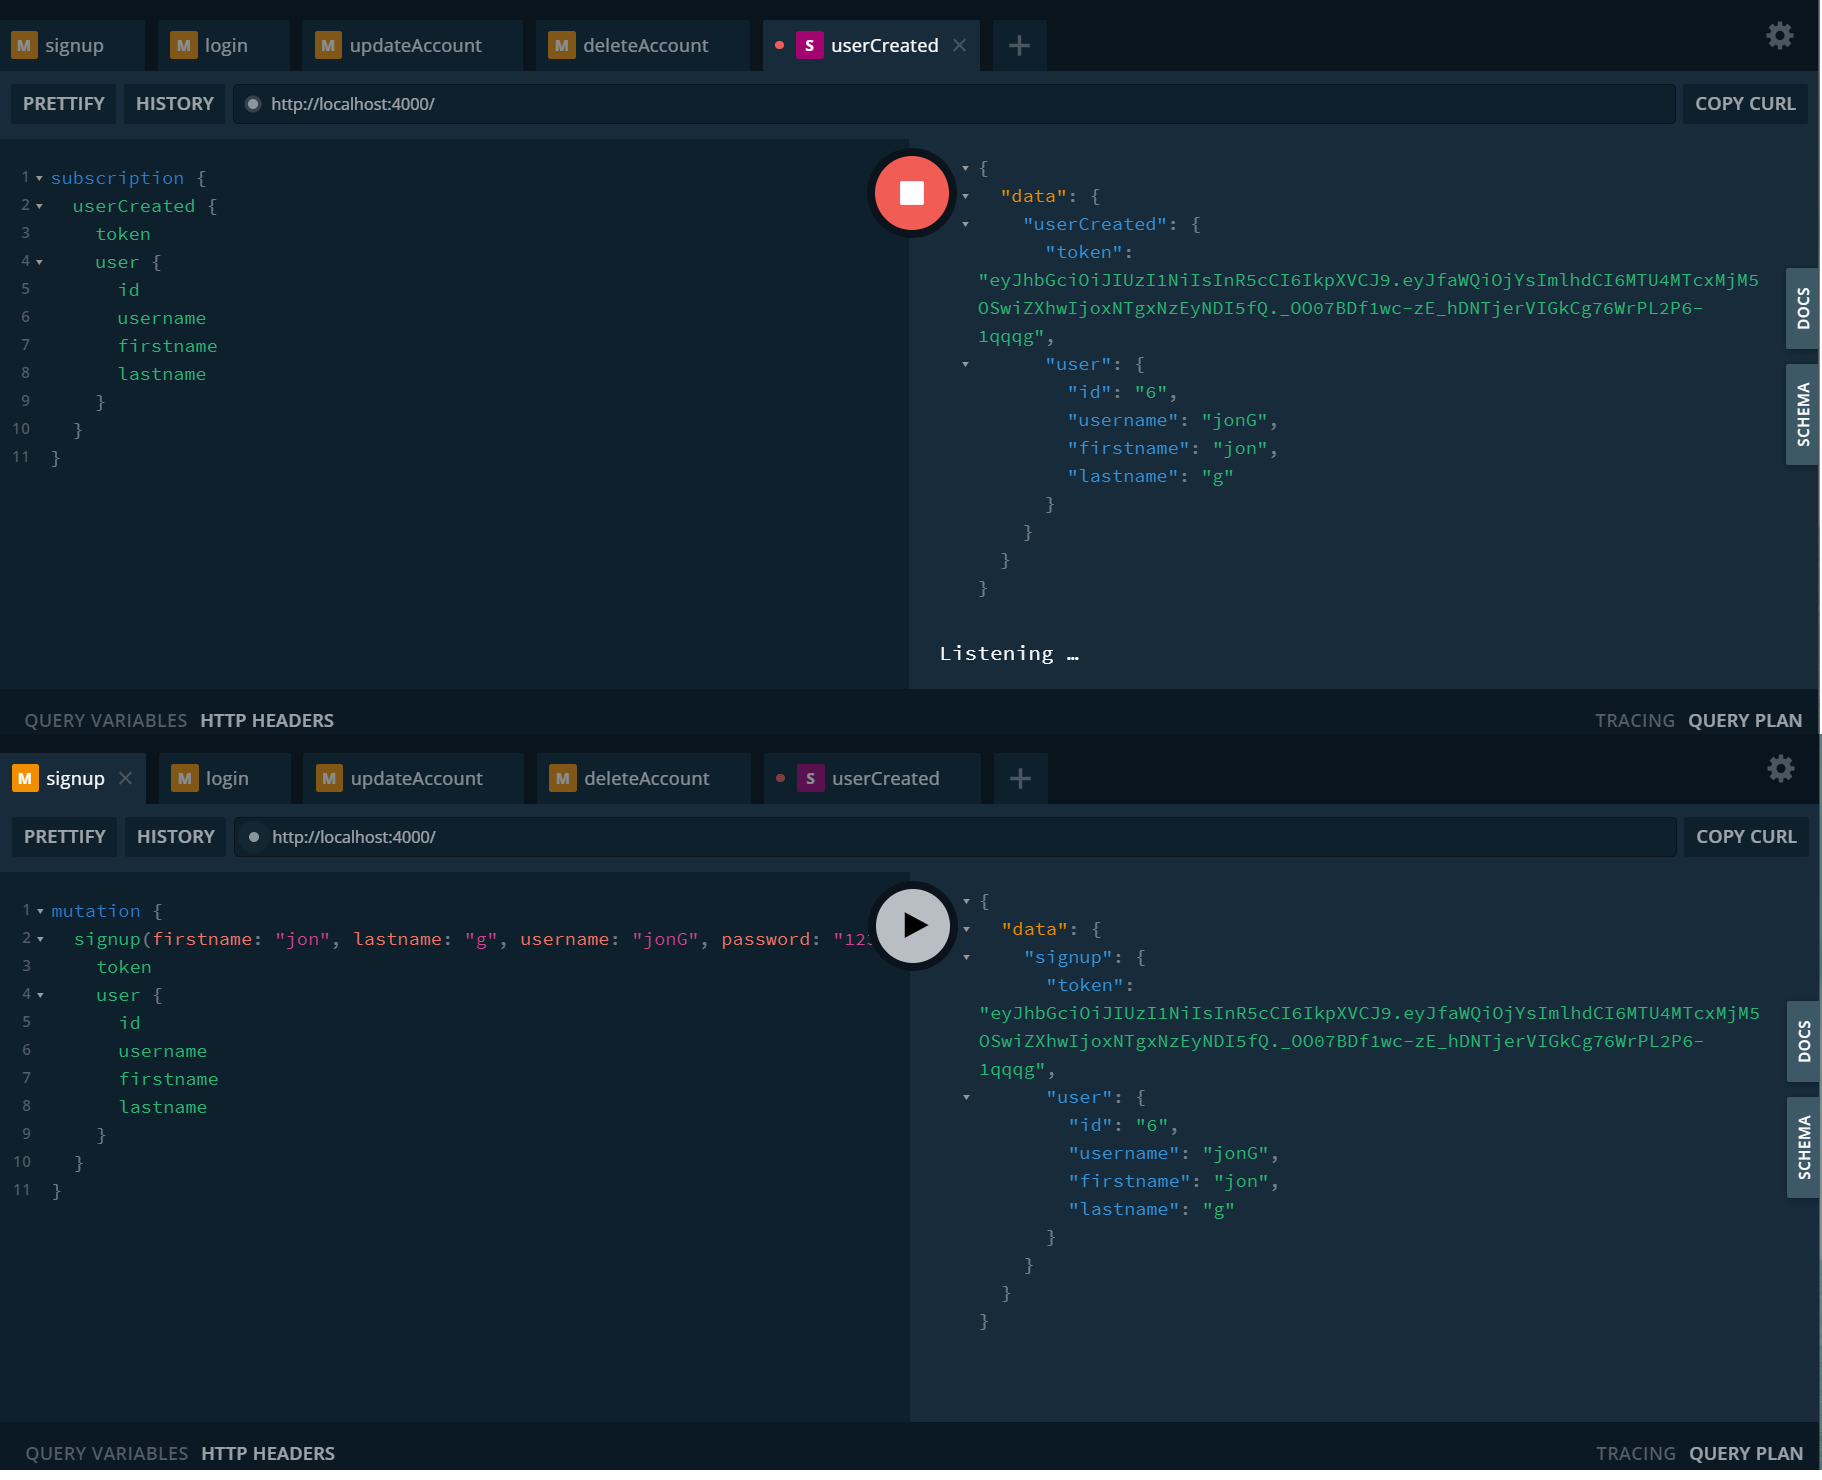 M signup M login M updateAccount M deleteAccount S userCreated × +
PRETTIFY HISTORY http://localhost:4000/ COPY CURL
1 subscription {
2 userCreated {
3 token
4 user {
5 id
6 username
7 firstname
8 lastname
9 }
10 }
11 }
{
"data": {
"userCreated": {
"token":
"eyJhbGciOiJIUzI1NiIsInR5cCI6IkpXVCJ9.eyJfaWQiOjYsImlhdCI6MTU4MTcxMjM5
OSwiZXhwIjoxNTgxNzEyNDI5fQ._OO07BDf1wc-zE_hDNTjerVIGkCg76WrPL2P6-
1qqqg",
"user": {
"id": "6",
"username": "jonG",
"firstname": "jon",
"lastname": "g"
}
}
}
}
Listening …
DOCS
SCHEMA
QUERY VARIABLES HTTP HEADERS TRACING QUERY PLAN
M signup × M login M updateAccount M deleteAccount S userCreated +
PRETTIFY HISTORY http://localhost:4000/ COPY CURL
1 mutation {
2 signup(firstname: "jon", lastname: "g", username: "jonG", password: "12
3 token
4 user {
5 id
6 username
7 firstname
8 lastname
9 }
10 }
11 }
{
"data": {
"signup": {
"token":
"eyJhbGciOiJIUzI1NiIsInR5cCI6IkpXVCJ9.eyJfaWQiOjYsImlhdCI6MTU4MTcxMjM5
OSwiZXhwIjoxNTgxNzEyNDI5fQ._OO07BDf1wc-zE_hDNTjerVIGkCg76WrPL2P6-
1qqqg",
"user": {
"id": "6",
"username": "jonG",
"firstname": "jon",
"lastname": "g"
}
}
}
}
DOCS
SCHEMA
QUERY VARIABLES HTTP HEADERS TRACING QUERY PLAN